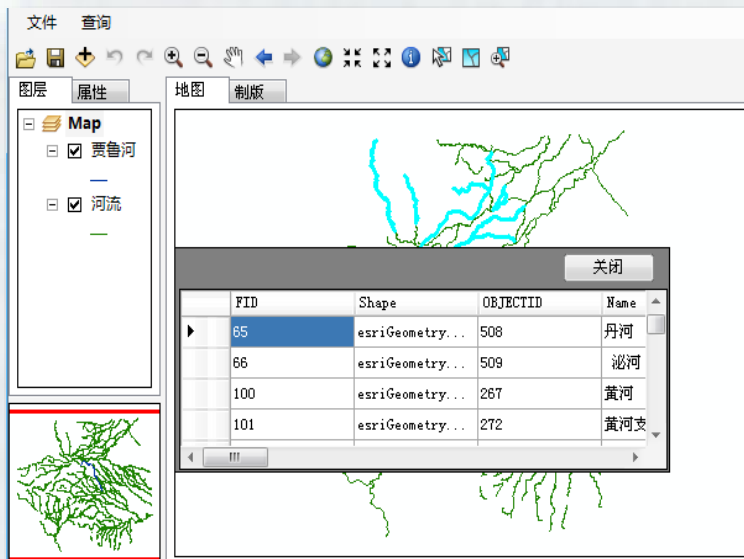 文件 查询
图层 属性 地图 制版
Map
贾鲁河
河流
关闭
FID Shape OBJECTID Name
65 esriGeometry... 508 丹河
66 esriGeometry... 509 泌河
100 esriGeometry... 267 黄河
101 esriGeometry... 272 黄河支